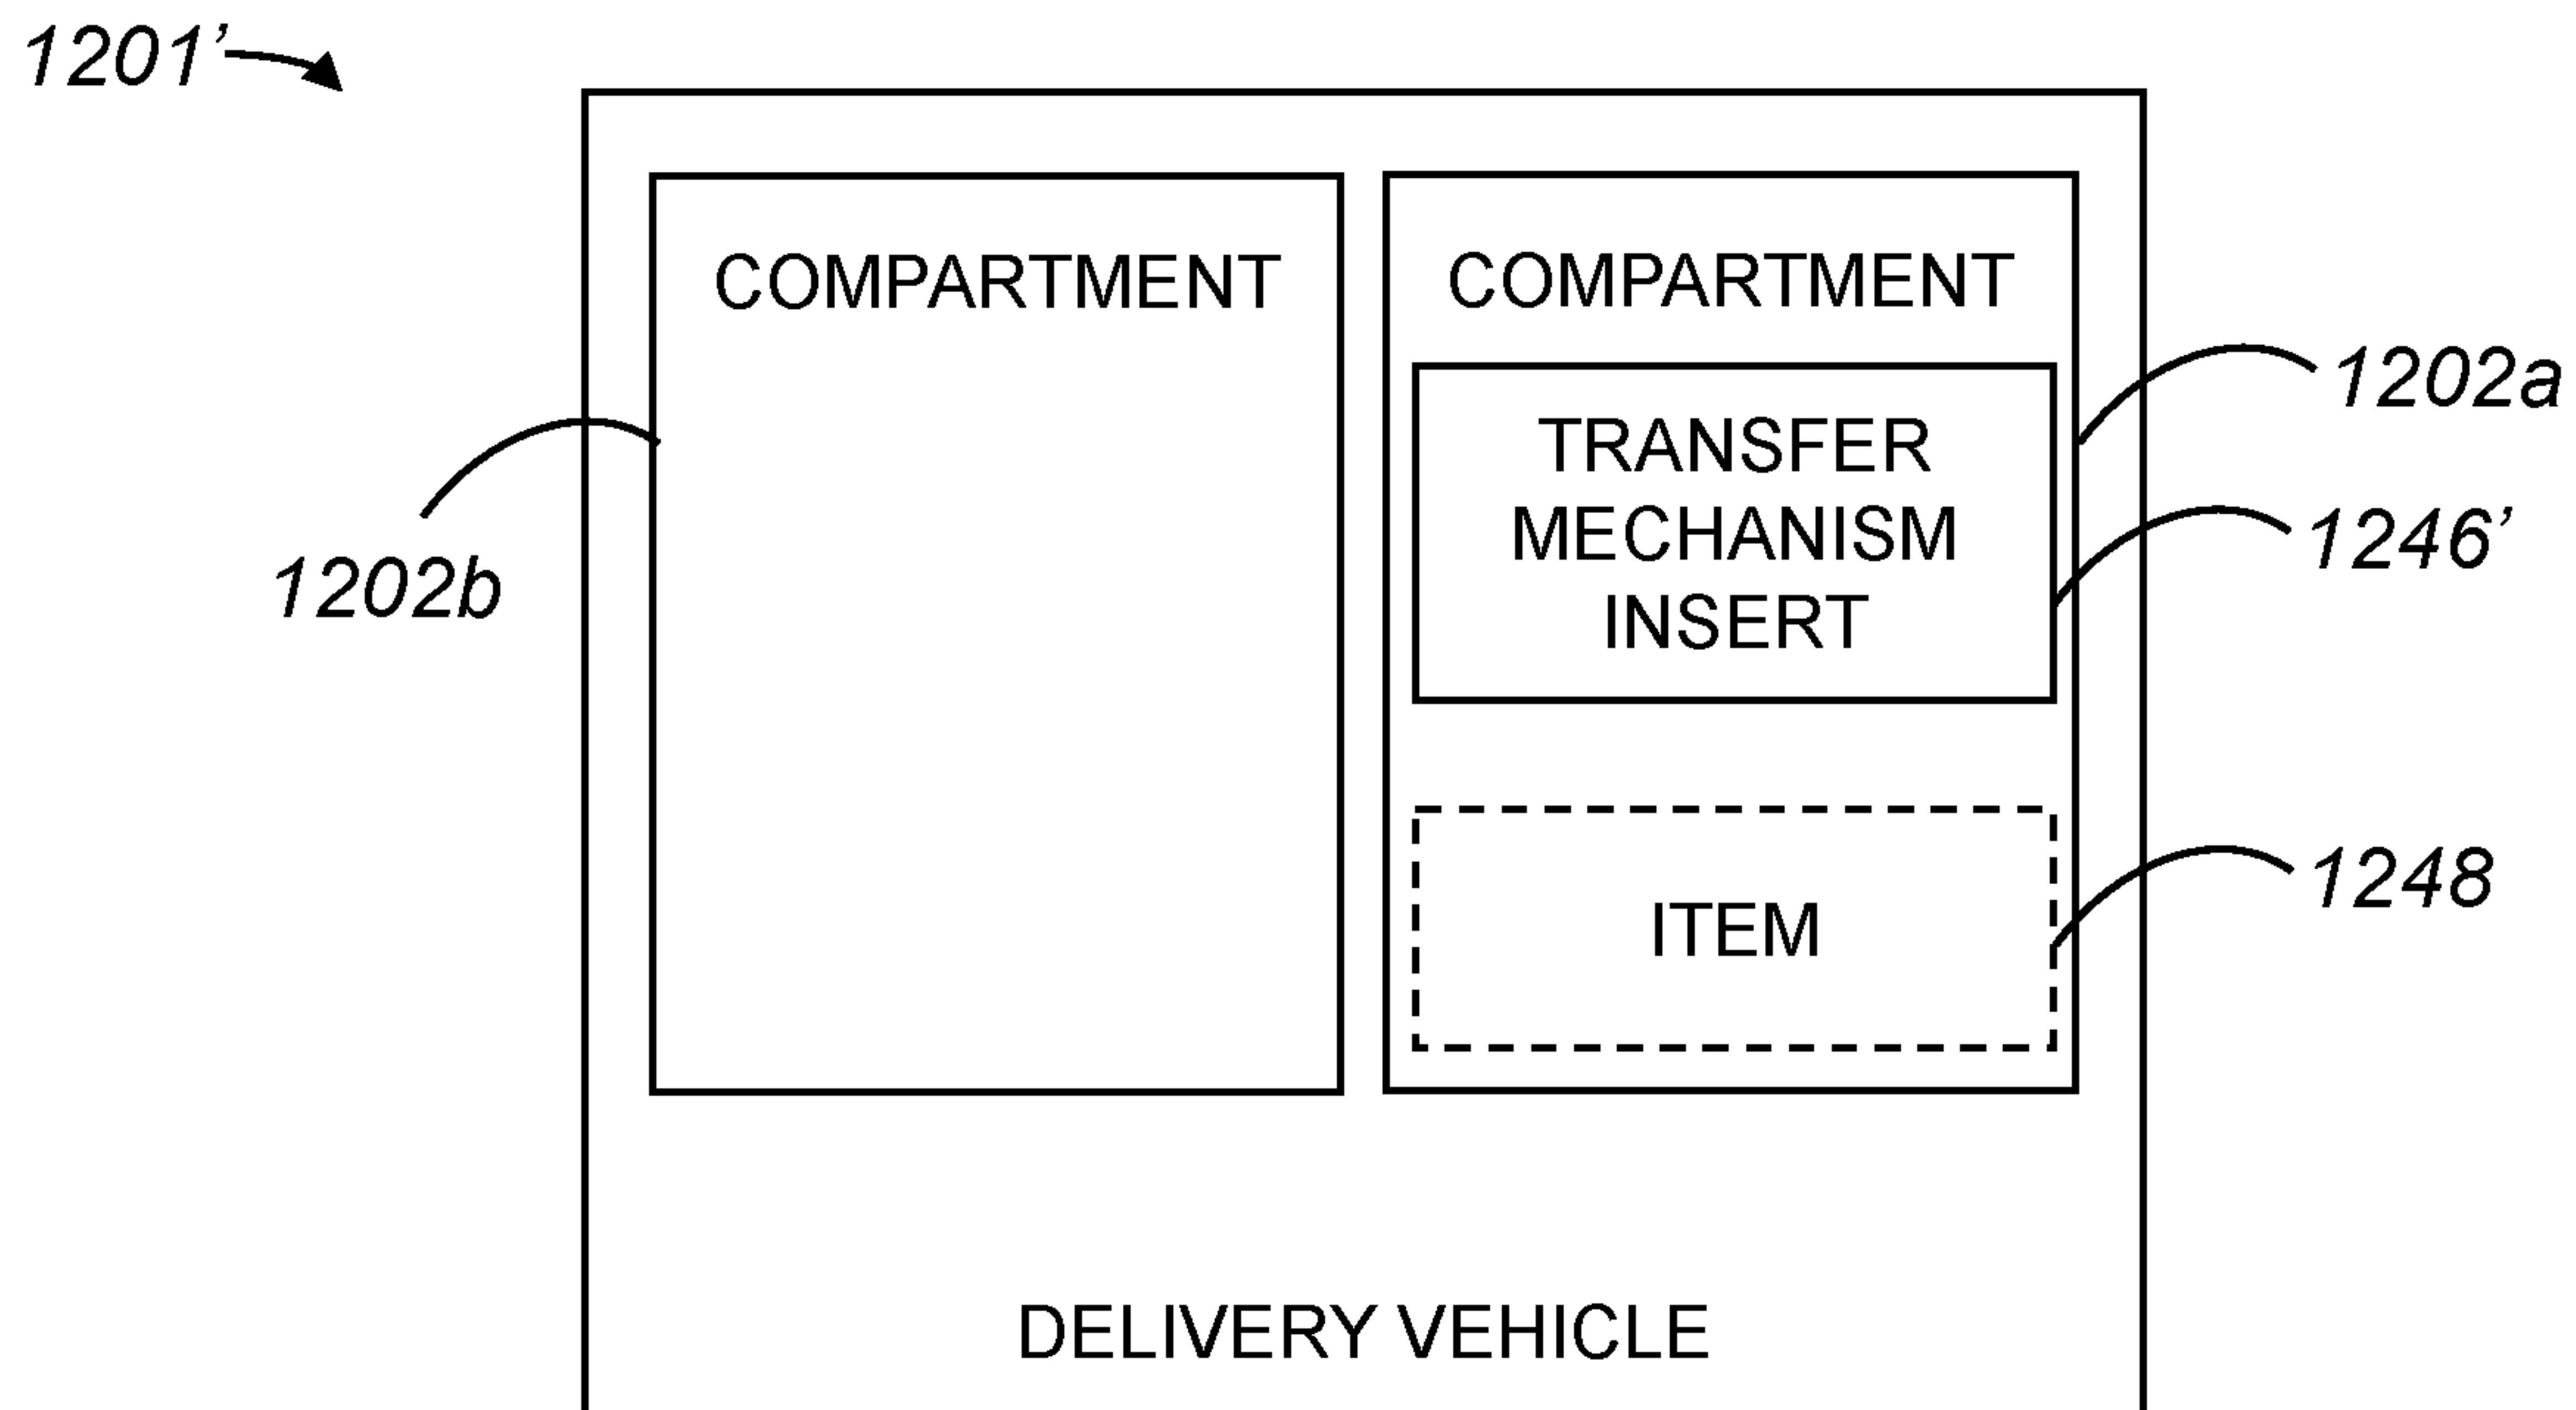 1201’
COMPARTMENT
COMPARTMENT
1202a
TRANSFER
MECHANISM
INSERT
1246’
1202b
1248
ITEM
DELIVERY VEHICLE